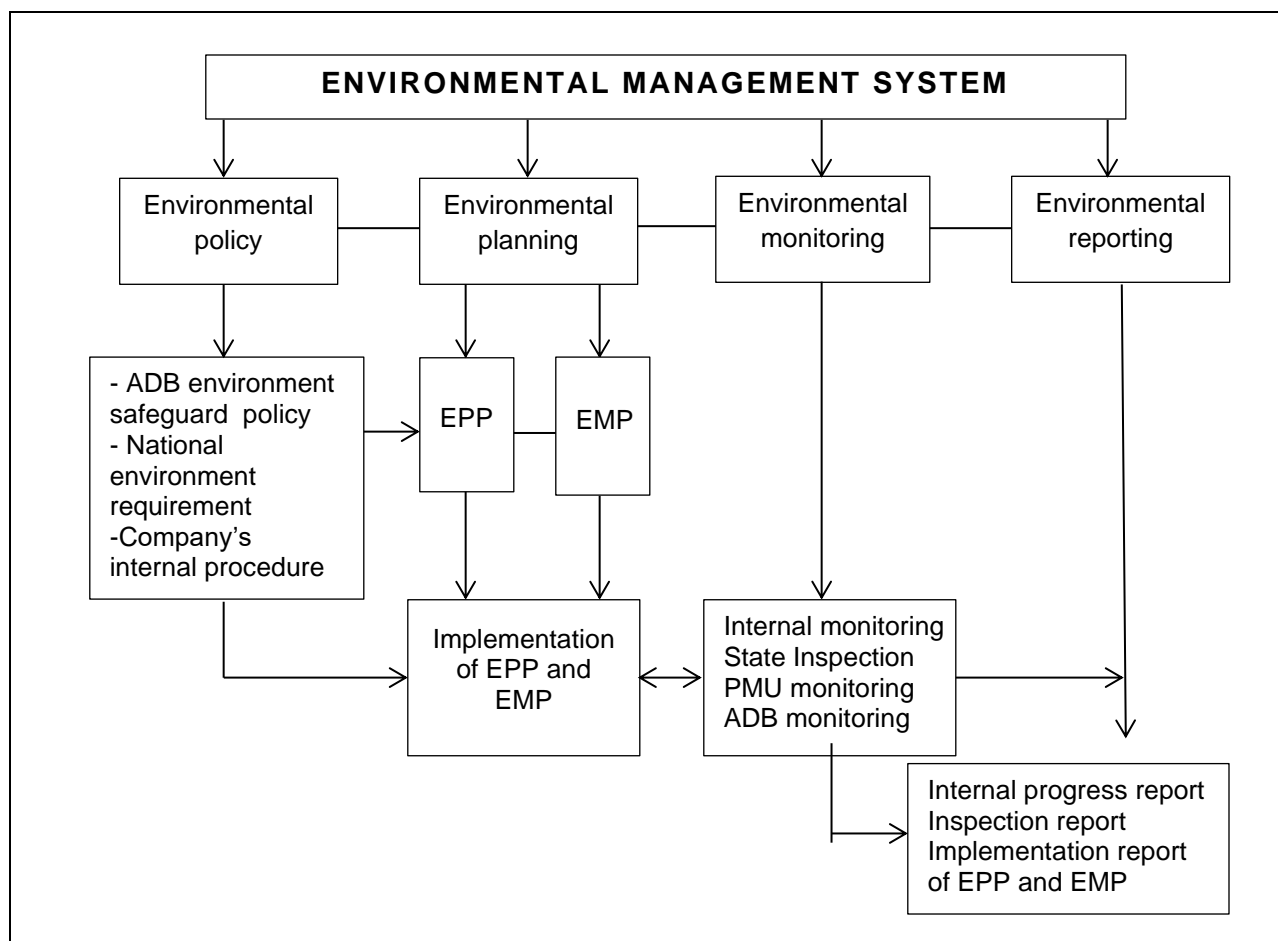 ENVIRONMENTAL MANAGEMENT SYSTEM
Environmental
policy
Environmental
planning
Environmental
monitoring
Environmental
reporting
- ADB environment
safeguard  policy
- National
environment
requirement
-Company’s
internal procedure
EPP
EMP
Implementation
of EPP and
EMP
Internal monitoring
State Inspection
PMU monitoring
ADB monitoring
Internal progress report
Inspection report
Implementation report
of EPP and EMP